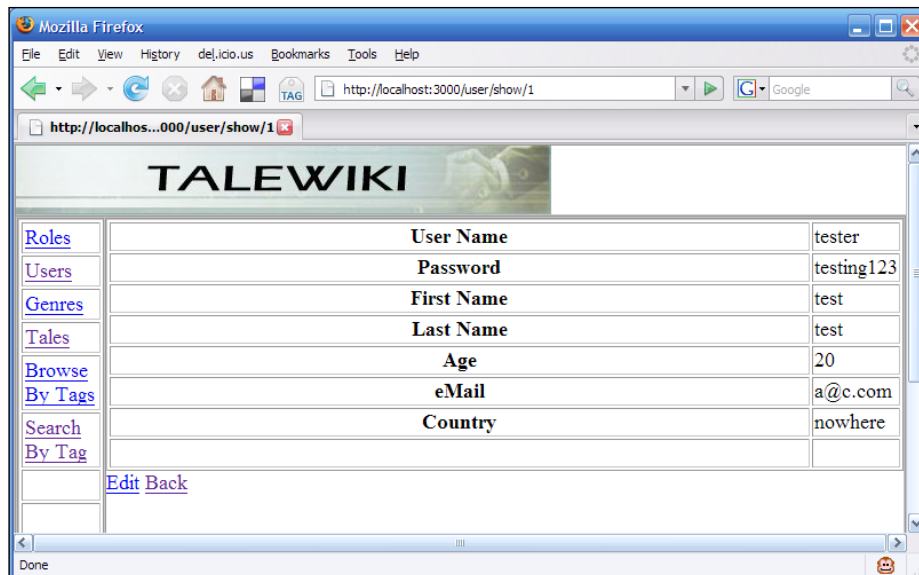 Mozilla Firefox
File Edit View History del.icio.us Bookmarks Tools Help
TAG http://localhost:3000/user/show/1 G Google
http://localhos...000/user/show/1
TALEWIKI
Roles User Name tester
Users Password testing123
Genres First Name test
Tales Last Name test
Browse By Tags Age 20
eMail a@c.com
Search By Tag Country nowhere
Edit Back
Done